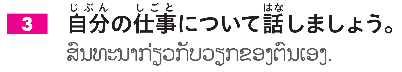 じぶん しごと はな
3 自分の仕事について話しましょう。
ສົນທະນາກ່ຽວກັບວຽກຂອງຕົນເອງ.